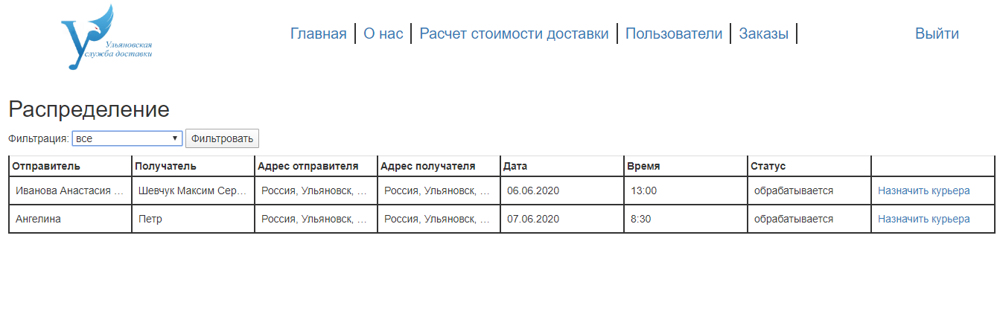 Ульяновская
служба доставки
Главная О нас Расчет стоимости доставки Пользователи Заказы Выйти
Распределение
Фильтрация: все Фильтровать
Отправитель Получатель Адрес отправителя Адрес получателя Дата Время Статус
Иванова Анастасия … Шевчук Максим Сер… Россия, Ульяновск, … Россия, Ульяновск, … 06.06.2020 13:00 обрабатывается Назначить курьера
Ангелина Петр Россия, Ульяновск, … Россия, Ульяновск, … 07.06.2020 8:30 обрабатывается Назначить курьера